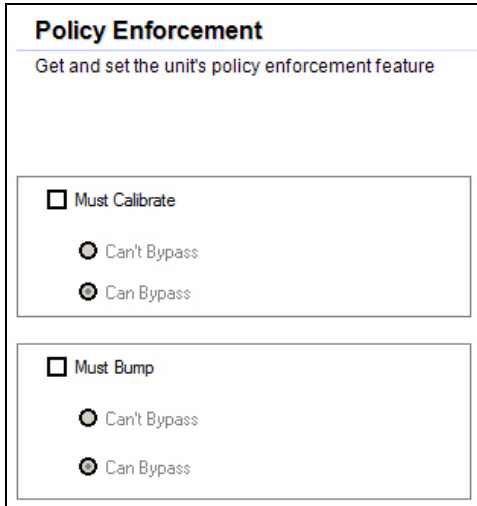 Policy Enforcement
Get and set the unit's policy enforcement feature
Must Calibrate
Can't Bypass
Can Bypass
Must Bump
Can't Bypass
Can Bypass